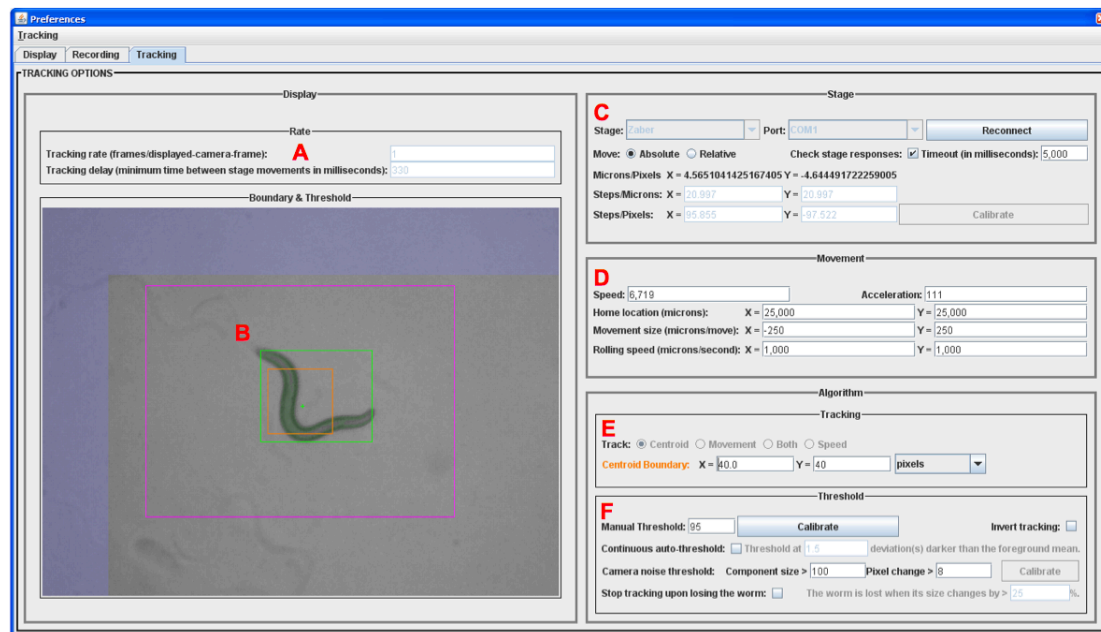 Preferences
Tracking
Display Recording Tracking
TRACKING OPTIONS
Display
Rate
A
Tracking rate (frames/displayed-camera-frame): 1
Tracking delay (minimum time between stage movements in milliseconds): 330
Boundary & Threshold
B
Stage
C
Stage: Zaber Port: COM1 Reconnect
Move: Absolute Relative Check stage responses: Timeout (in milliseconds): 5,000
Microns/Pixels X = 4.5651041425167405 Y = -4.644491722259005
Steps/Microns: X = 20.997 Y = 20.997
Steps/Pixels: X = 95.855 Y = -97.522 Calibrate
Movement
D
Speed: 6,719 Acceleration: 111
Home location (microns): X = 25,000 Y = 25,000
Movement size (microns/move): X = -250 Y = 250
Rolling speed (microns/second): X = 1,000 Y = 1,000
Algorithm
Tracking
E
Track: Centroid Movement Both Speed
Centroid Boundary: X = 40.0 Y = 40 pixels
Threshold
F
Manual Threshold: 95 Calibrate Invert tracking:
Continuous auto-threshold: Threshold at 1.5 deviation(s) darker than the foreground mean.
Camera noise threshold: Component size > 100 Pixel change > 8 Calibrate
Stop tracking upon losing the worm: The worm is lost when its size changes by > 25 %.